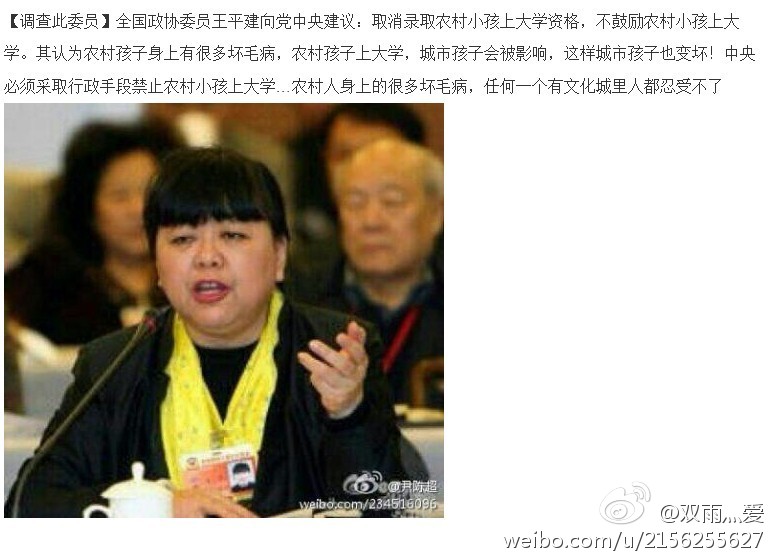 【调查此委员】全国政协委员王平建向党中央建议：取消录取农村小孩上大学资格，不鼓励农村小孩上大
学。其认为农村孩子身上有很多坏毛病，农村孩子上大学，城市孩子会被影响，这样城市孩子也变坏！中央
必须采取行政手段禁止农村小孩上大学...农村人身上的很多坏毛病，任何一个有文化城里人都忍受不了
@尹陈超
weibo.com/234516096
@双雨灬爱
weibo.com/u/2156255627